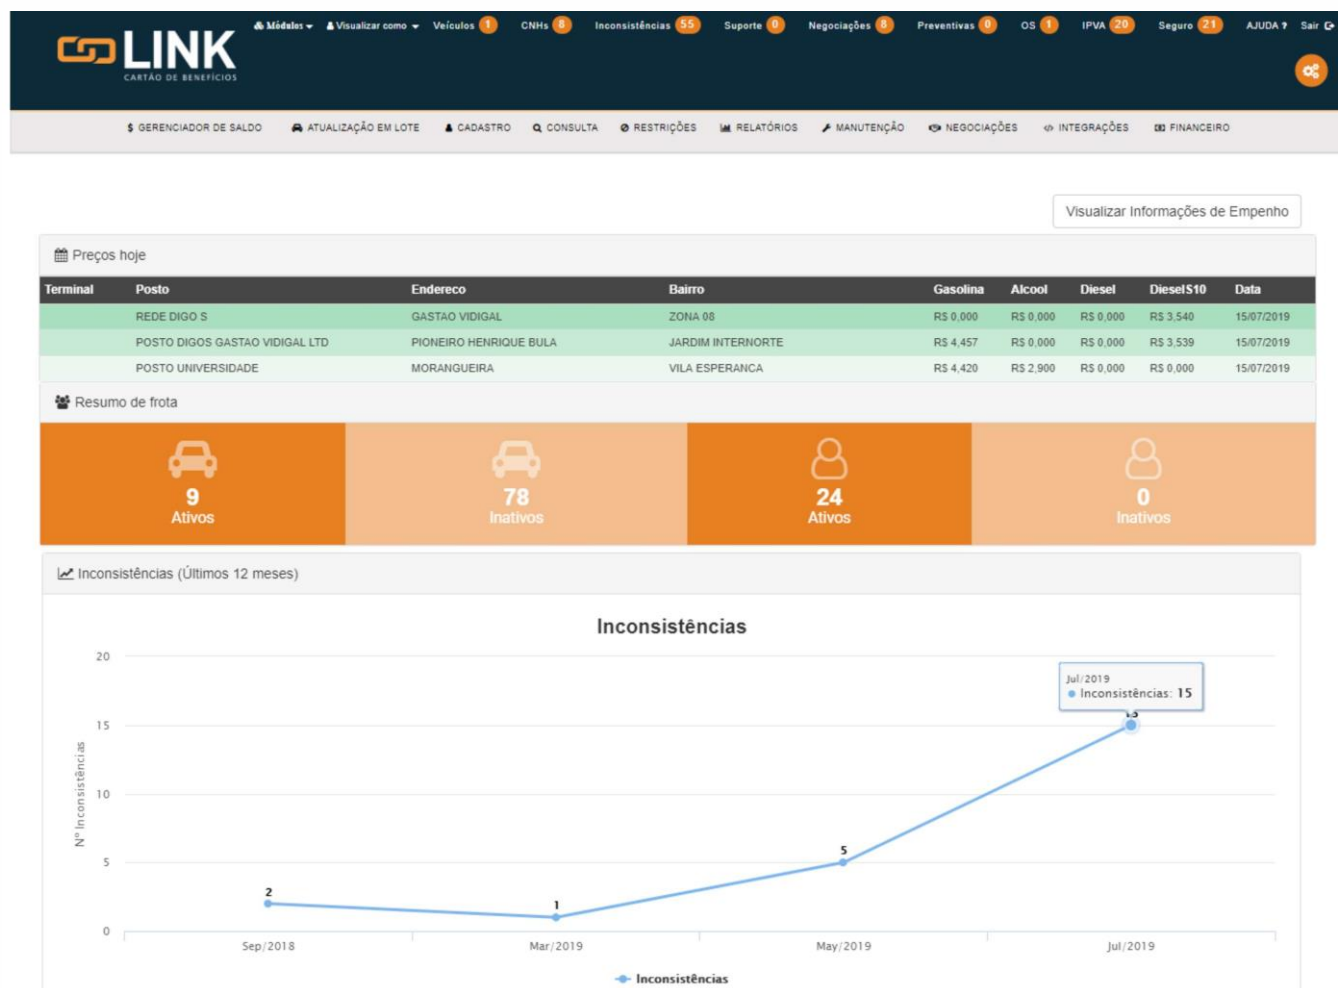 LINK
CARTÃO DE BENEFÍCIOS
Módulos Visualizar como Veículos 1 CNHs 8 Inconsistências 55 Suporte 0 Negociações 8 Preventivas 0 OS 1 IPVA 20 Seguro 21 AJUDA ? Sair
$ GERENCIADOR DE SALDO ATUALIZAÇÃO EM LOTE CADASTRO CONSULTA RESTRIÇÕES RELATÓRIOS MANUTENÇÃO NEGOCIAÇÕES </> INTEGRAÇÕES FINANCEIRO
Visualizar Informações de Empenho
Preços hoje
Terminal Posto Endereco Bairro Gasolina Alcool Diesel DieselS10 Data
REDE DIGO S GASTAO VIDIGAL ZONA 08 R$ 0,000 R$ 0,000 R$ 0,000 R$ 3,540 15/07/2019
POSTO DIGOS GASTAO VIDIGAL LTD PIONEIRO HENRIQUE BULA JARDIM INTERNORTE R$ 4,457 R$ 0,000 R$ 0,000 R$ 3,539 15/07/2019
POSTO UNIVERSIDADE MORANGUEIRA VILA ESPERANCA R$ 4,420 R$ 2,900 R$ 0,000 R$ 0,000 15/07/2019
Resumo de frota
9 78 24 0
Ativos Inativos Ativos Inativos
Inconsistências (Últimos 12 meses)
Inconsistências
Nº Inconsistências
20
15
10
5
0
Jul/2019
Inconsistências: 15
15
5
2
1
Sep/2018 Mar/2019 May/2019 Jul/2019
Inconsistências